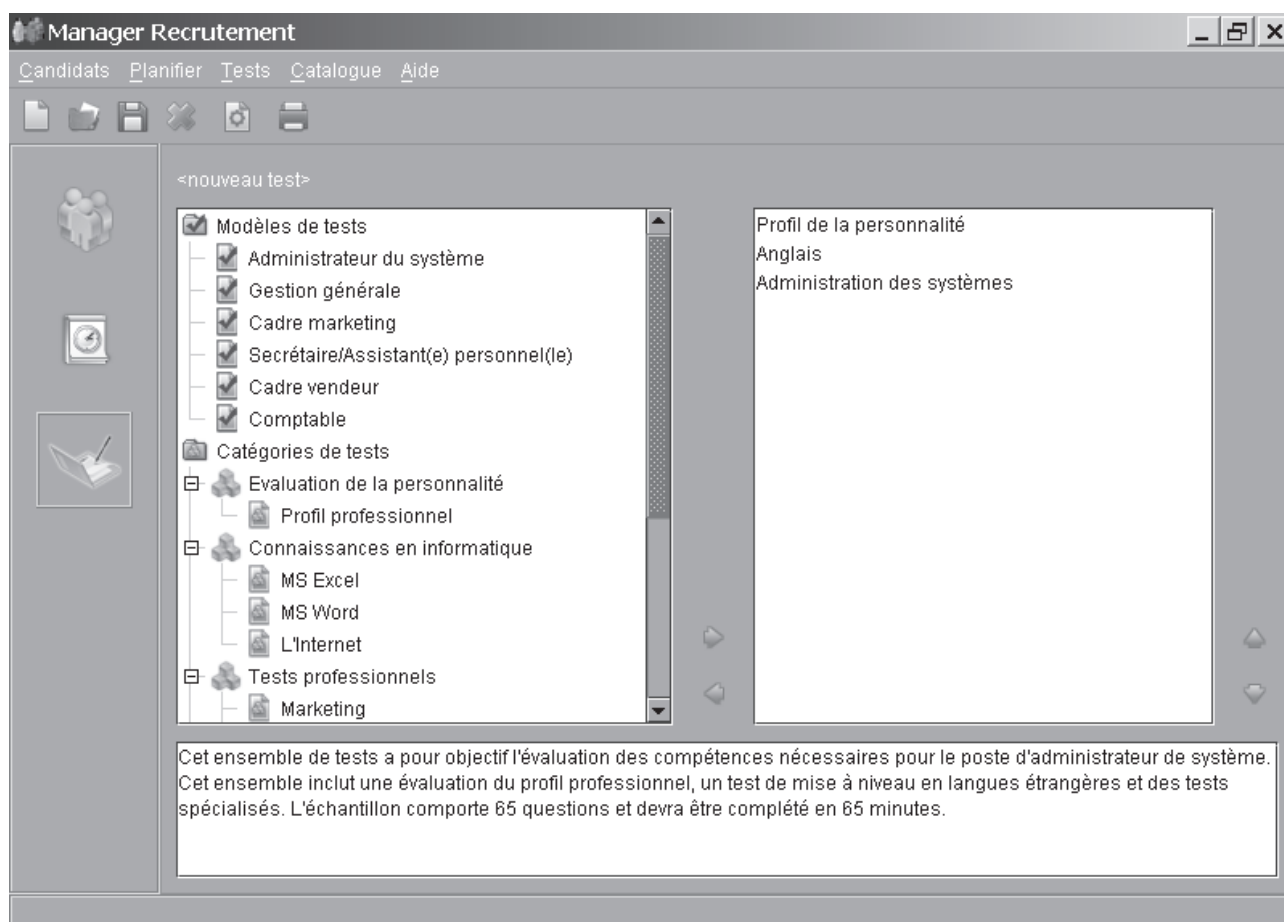 Manager Recrutement
Candidats Planifier Tests Catalogue Aide
<nouveau test>
Modèles de tests
Administrateur du système
Gestion générale
Cadre marketing
Secrétaire/Assistant(e) personnel(le)
Cadre vendeur
Comptable
Catégories de tests
Evaluation de la personnalité
Profil professionnel
Connaissances en informatique
MS Excel
MS Word
L'Internet
Tests professionnels
Marketing
Profil de la personnalité
Anglais
Administration des systèmes
Cet ensemble de tests a pour objectif l'évaluation des compétences nécessaires pour le poste d'administrateur de système.
Cet ensemble inclut une évaluation du profil professionnel, un test de mise à niveau en langues étrangères et des tests
spécialisés. L'échantillon comporte 65 questions et devra être complété en 65 minutes.